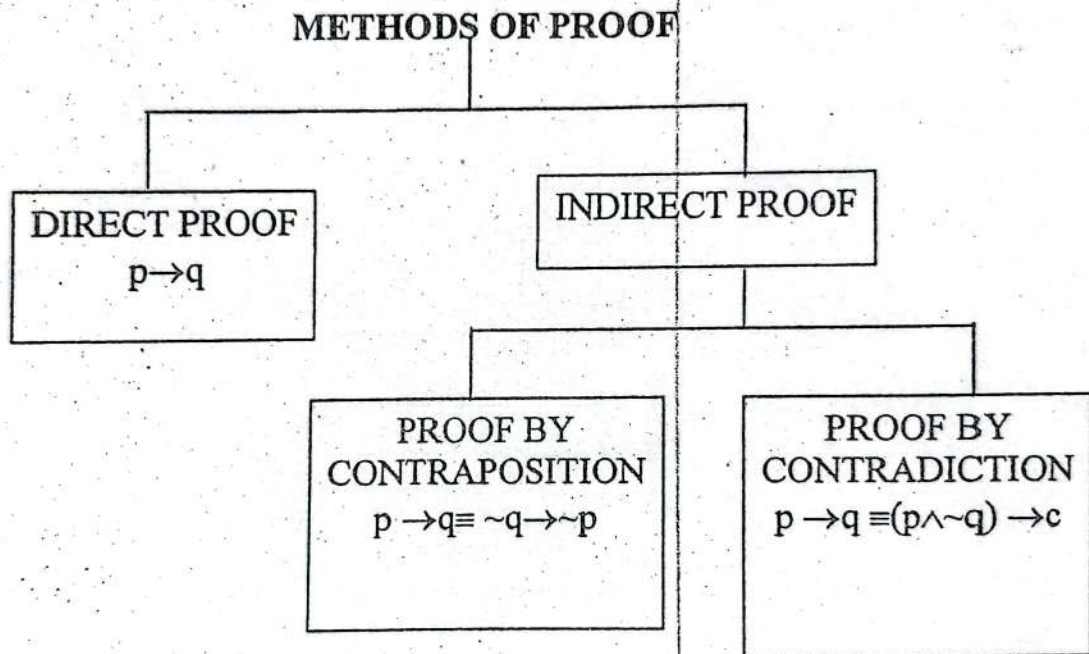 METHODS OF PROOF
DIRECT PROOF
p→q
INDIRECT PROOF
PROOF BY
CONTRAPOSITION
p →q≡ ~q→~p
PROOF BY
CONTRADICTION
p →q ≡(p∧~q) →c